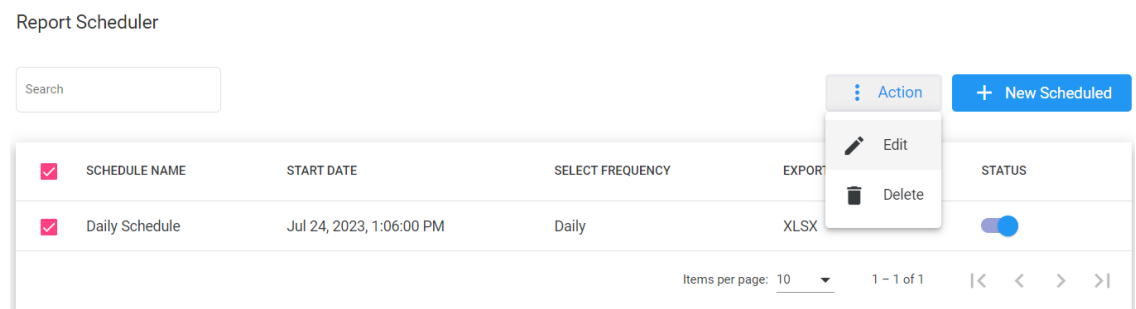 Report Scheduler
Search
Action
New Scheduled
Edit
Delete
SCHEDULE NAME START DATE SELECT FREQUENCY EXPORT STATUS
Daily Schedule Jul 24, 2023, 1:06:00 PM Daily XLSX
Items per page: 10 1 – 1 of 1